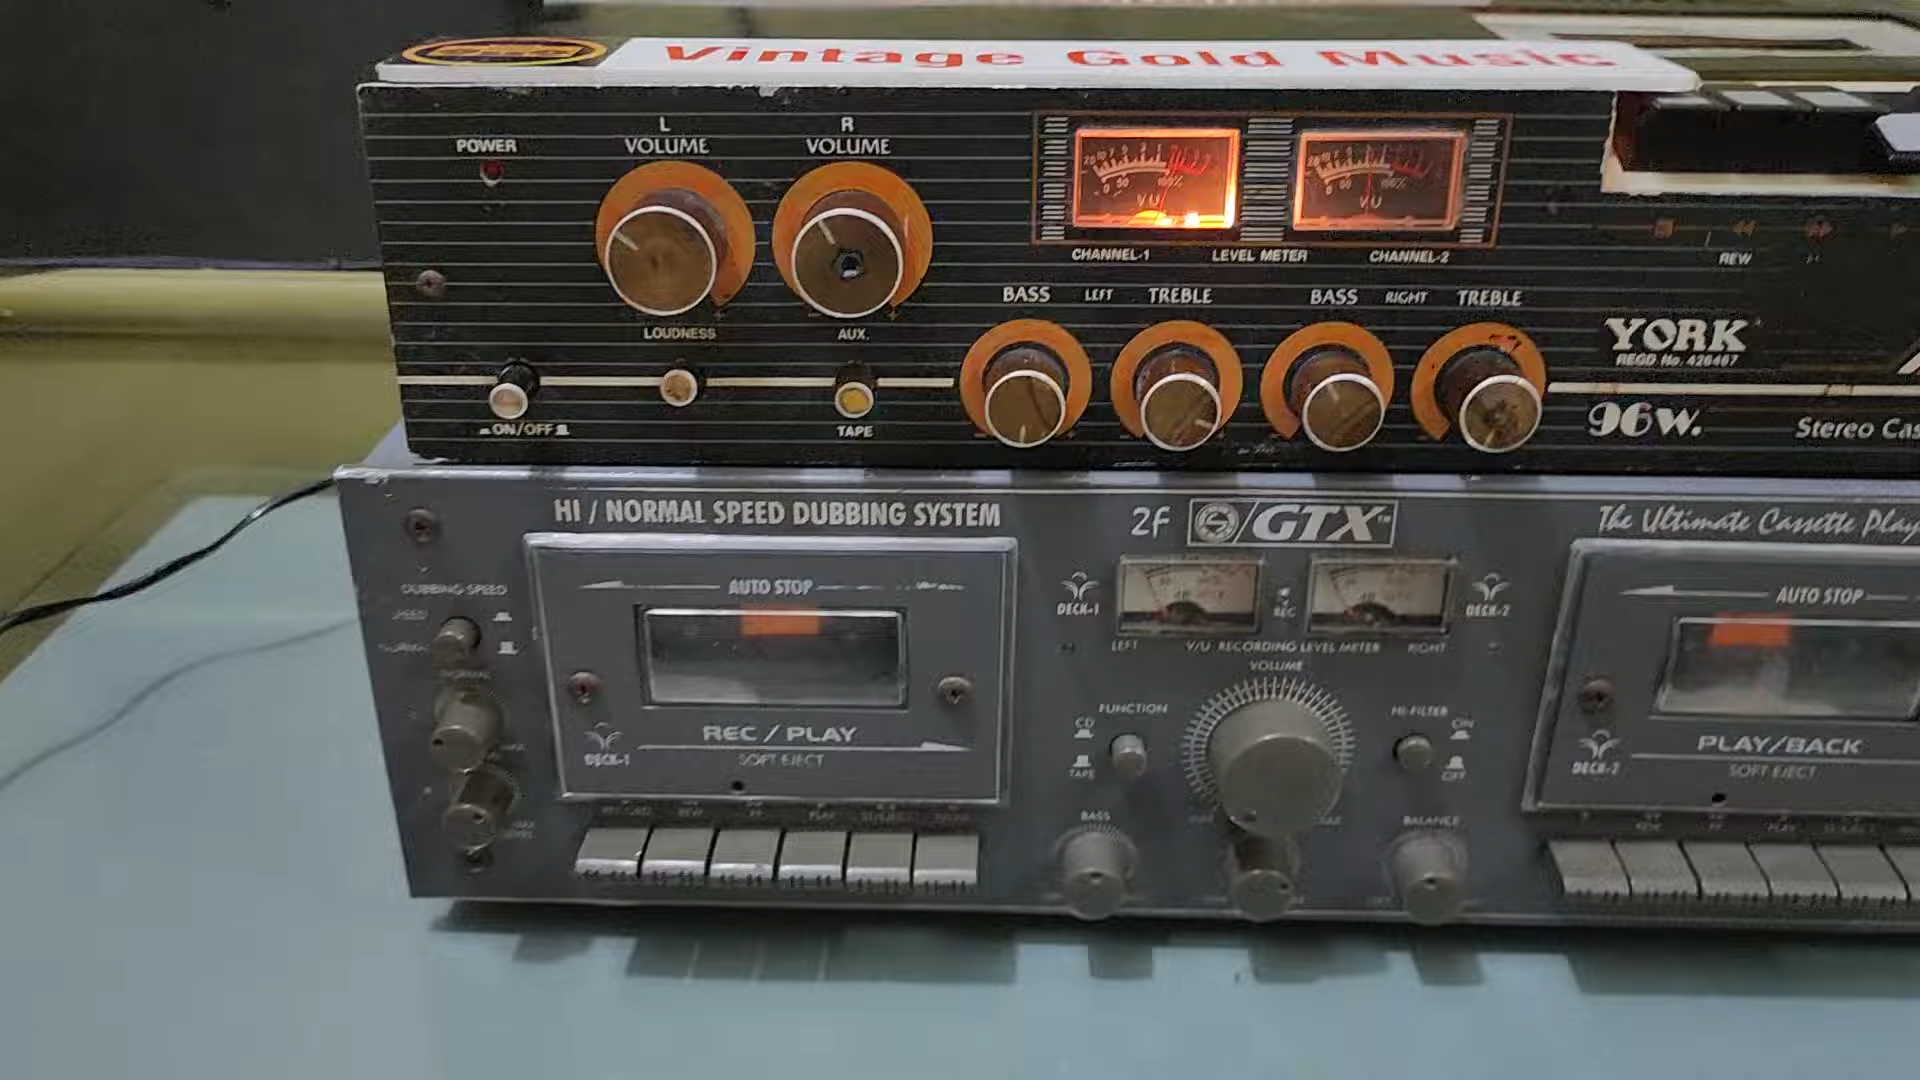 Vintage Gold Music
POWER
L
VOLUME
R
VOLUME
CHANNEL-1 LEVEL METER CHANNEL-2
VU
VU
LOUDNESS
AUX.
BASS LEFT TREBLE
BASS RIGHT TREBLE
REW
YORK
REGD No. 426467
ON/OFF
TAPE
96W.
Stereo Cas
HI / NORMAL SPEED DUBBING SYSTEM
2F GTX
The Ultimate Cassette Play
DUBBING SPEED
NORMAL
AUTO STOP
DECK-1
REC / PLAY
SOFT EJECT
DECK-1
REC
DECK-2
LEFT V/U RECORDING LEVEL METER RIGHT
VOLUME
FUNCTION
CD
TAPE
HI-FILTER
ON
OFF
BASS
BALANCE
AUTO STOP
DECK-2
PLAY/BACK
SOFT EJECT